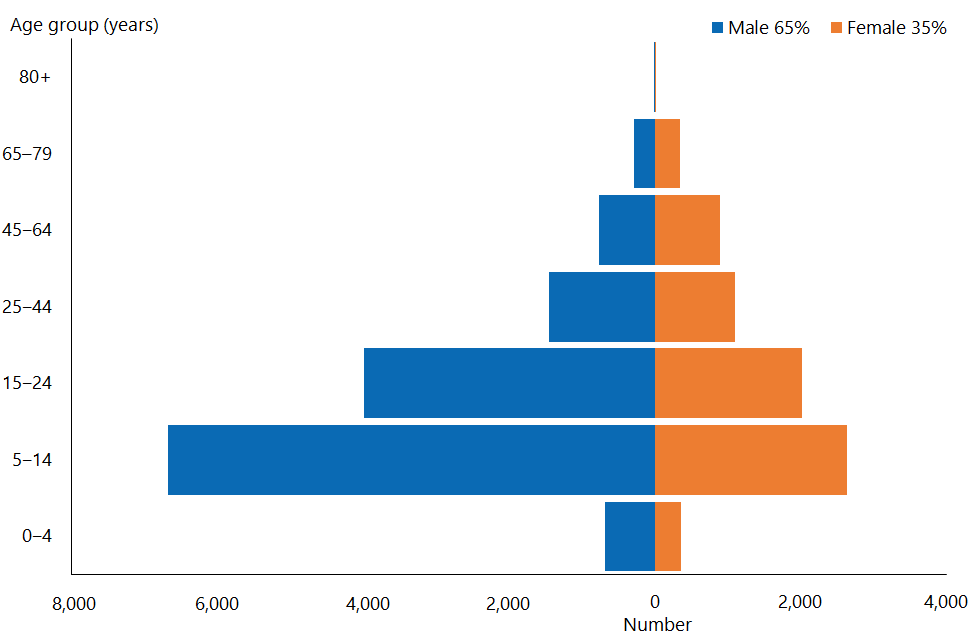 Age group (years)
Male 65% Female 35%
80+
65–79
45–64
25–44
15–24
5–14
0–4
8,000 6,000 4,000 2,000 0 2,000 4,000
Number